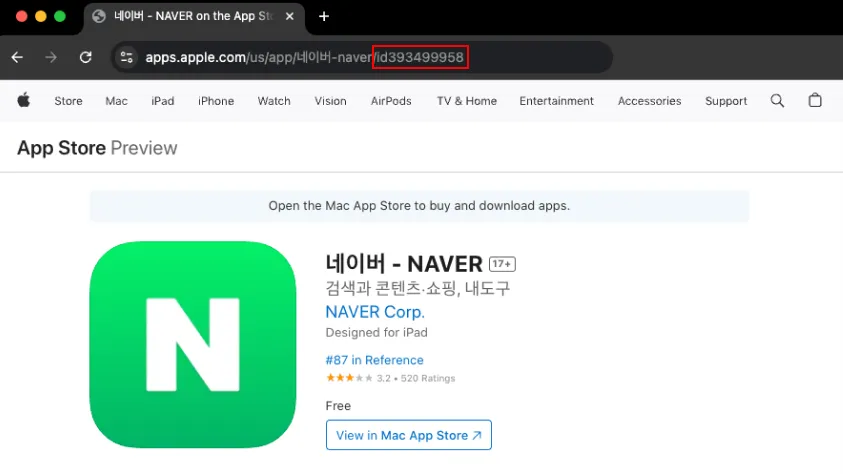 네이버 - NAVER on the App Sto
apps.apple.com/us/app/네이버-naver/id393499958
Store Mac iPad iPhone Watch Vision AirPods TV & Home Entertainment Accessories Support
App Store Preview
Open the Mac App Store to buy and download apps.
N
네이버 - NAVER 17+
검색과 콘텐츠·쇼핑, 내도구
NAVER Corp.
Designed for iPad
#87 in Reference
★★★★★ 3.2 • 520 Ratings
Free
View in Mac App Store ↗